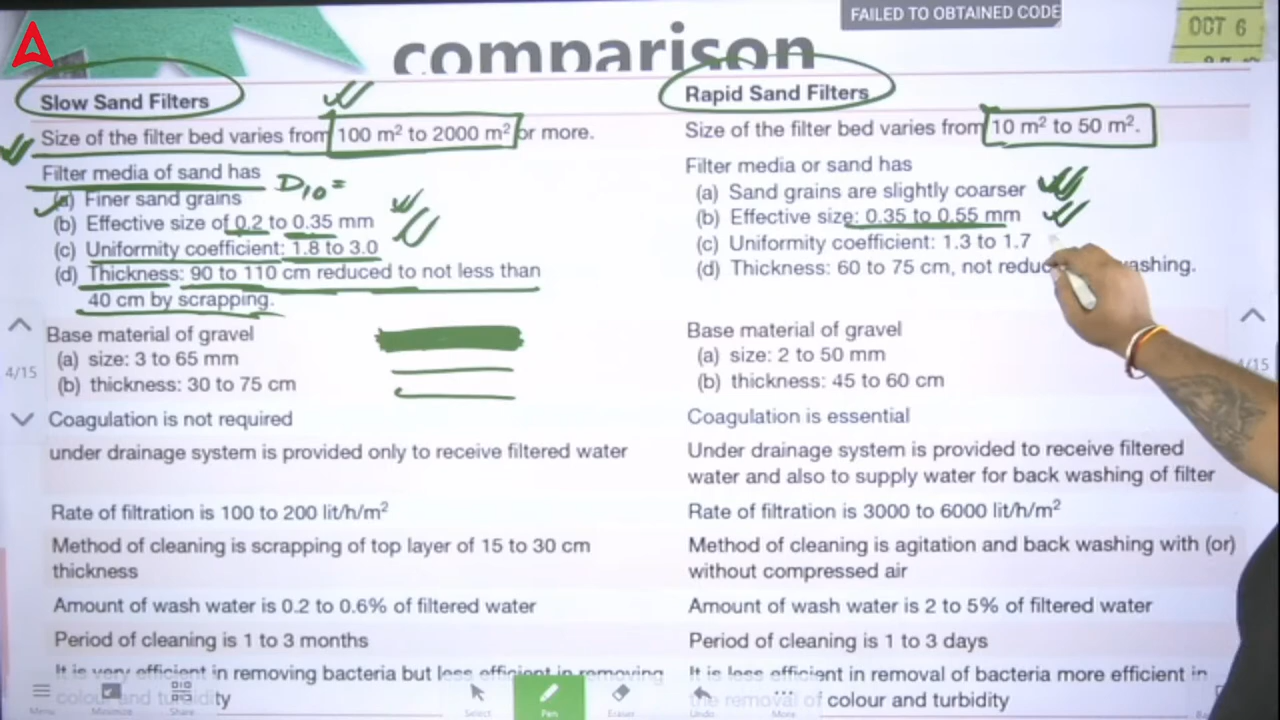 FAILED TO OBTAINED CODE
OCT 6
comparison
Slow Sand Filters
Size of the filter bed varies from 100 m² to 2000 m² or more.
Filter media of sand has
D10 =
(a) Finer sand grains
(b) Effective size of 0.2 to 0.35 mm
(c) Uniformity coefficient: 1.8 to 3.0
(d) Thickness: 90 to 110 cm reduced to not less than
40 cm by scrapping.
Base material of gravel
(a) size: 3 to 65 mm
(b) thickness: 30 to 75 cm
4/15
Coagulation is not required
under drainage system is provided only to receive filtered water
Rate of filtration is 100 to 200 lit/h/m²
Method of cleaning is scrapping of top layer of 15 to 30 cm
thickness
Amount of wash water is 0.2 to 0.6% of filtered water
Period of cleaning is 1 to 3 months
It is very efficient in removing bacteria but less efficient in removing
colour and turbidity
Rapid Sand Filters
Size of the filter bed varies from 10 m² to 50 m².
Filter media or sand has
(a) Sand grains are slightly coarser
(b) Effective size: 0.35 to 0.55 mm
(c) Uniformity coefficient: 1.3 to 1.7
(d) Thickness: 60 to 75 cm, not washing.
Base material of gravel
(a) size: 2 to 50 mm
(b) thickness: 45 to 60 cm
Coagulation is essential
Under drainage system is provided to receive filtered
water and also to supply water for back washing of filter
Rate of filtration is 3000 to 6000 lit/h/m²
Method of cleaning is agitation and back washing with (or)
without compressed air
Amount of wash water is 2 to 5% of filtered water
Period of cleaning is 1 to 3 days
It is less efficient in removal of bacteria more efficient in
the removal of colour and turbidity
Menu Minimize Share Select Pen Eraser Undo More